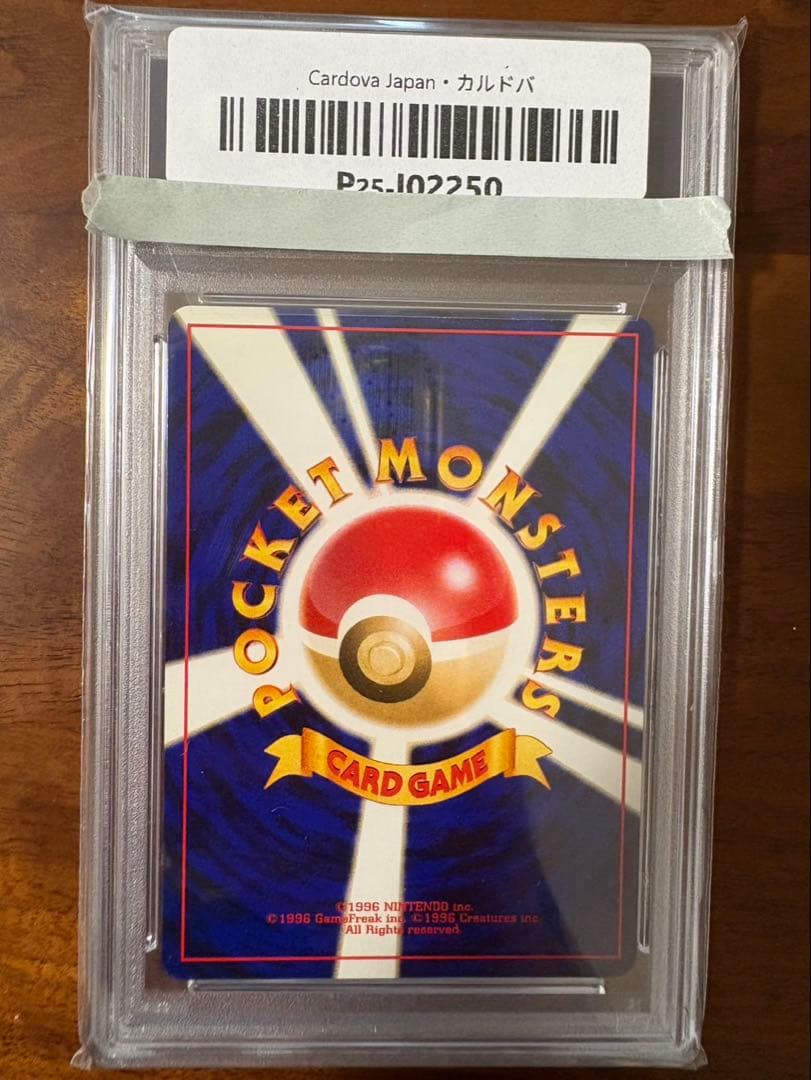 Cardova Japan・カルドバ
P25-J02250
POCKET MONSTERS
CARD GAME
©1996 NINTENDO inc.
©1996 GameFreak inc. ©1996 Creatures inc.
All Rights reserved.